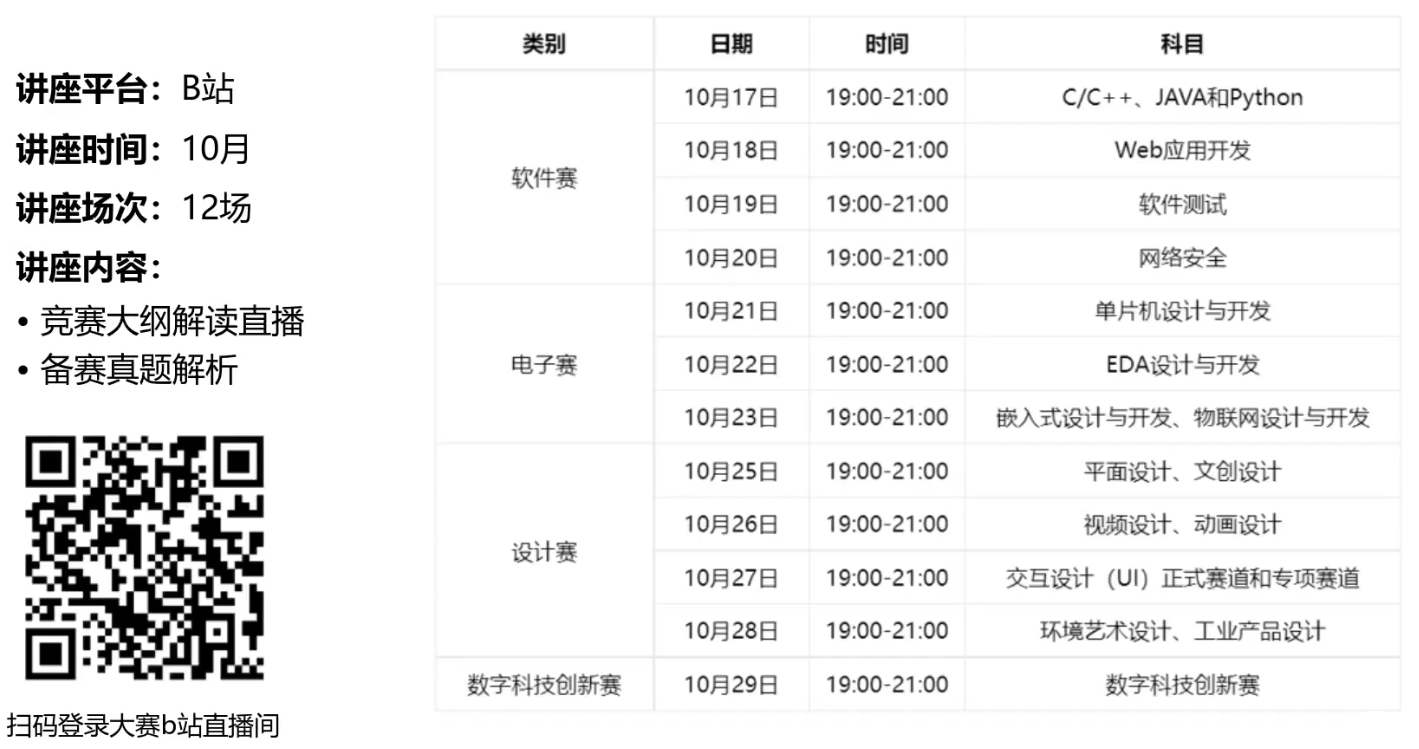 讲座平台：B站
讲座时间：10月
讲座场次：12场
讲座内容：
• 竞赛大纲解读直播
• 备赛真题解析
扫码登录大赛b站直播间
类别 日期 时间 科目
软件赛
10月17日 19:00-21:00 C/C++、JAVA和Python
10月18日 19:00-21:00 Web应用开发
10月19日 19:00-21:00 软件测试
10月20日 19:00-21:00 网络安全
电子赛
10月21日 19:00-21:00 单片机设计与开发
10月22日 19:00-21:00 EDA设计与开发
10月23日 19:00-21:00 嵌入式设计与开发、物联网设计与开发
设计赛
10月25日 19:00-21:00 平面设计、文创设计
10月26日 19:00-21:00 视频设计、动画设计
10月27日 19:00-21:00 交互设计（UI）正式赛道和专项赛道
10月28日 19:00-21:00 环境艺术设计、工业产品设计
数字科技创新赛 10月29日 19:00-21:00 数字科技创新赛